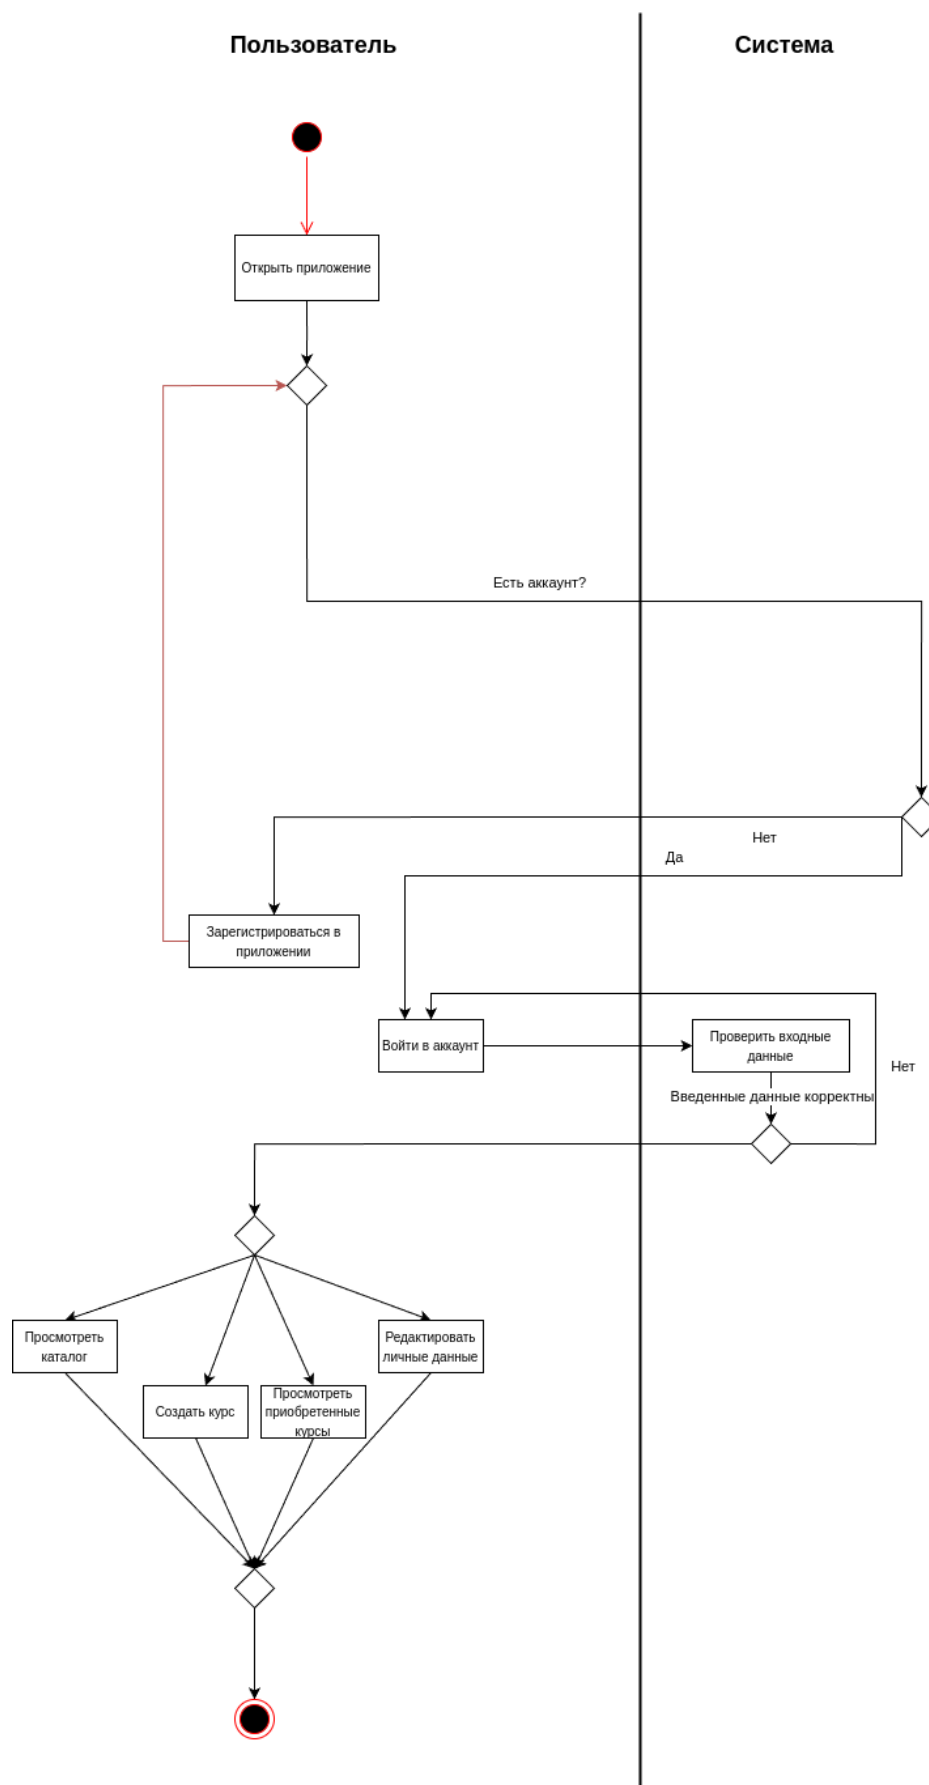 Пользователь
Система
Открыть приложение
Есть аккаунт?
Нет
Да
Зарегистрироваться в
приложении
Войти в аккаунт
Проверить входные
данные
Нет
Введенные данные корректны
Просмотреть
каталог
Редактировать
личные данные
Создать курс
Просмотреть
приобретенные
курсы